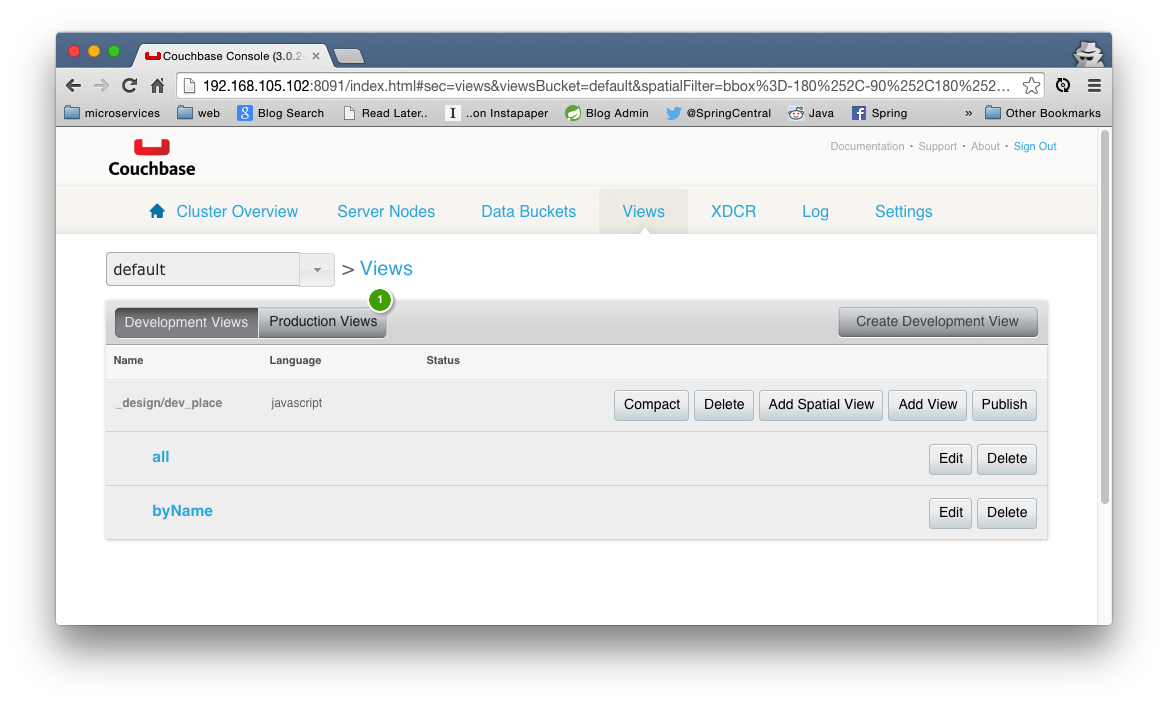 Couchbase Console (3.0.2-
192.168.105.102:8091/index.html#sec=views&viewsBucket=default&spatialFilter=bbox%3D-180%252C-90%252C180%252...
microservices web Blog Search Read Later.. ..on Instapaper Blog Admin @SpringCentral Java Spring » Other Bookmarks
Couchbase
Documentation • Support • About • Sign Out
Cluster Overview Server Nodes Data Buckets Views XDCR Log Settings
default > Views
1
Development Views Production Views Create Development View
Name Language Status
_design/dev_place javascript Compact Delete Add Spatial View Add View Publish
all Edit Delete
byName Edit Delete